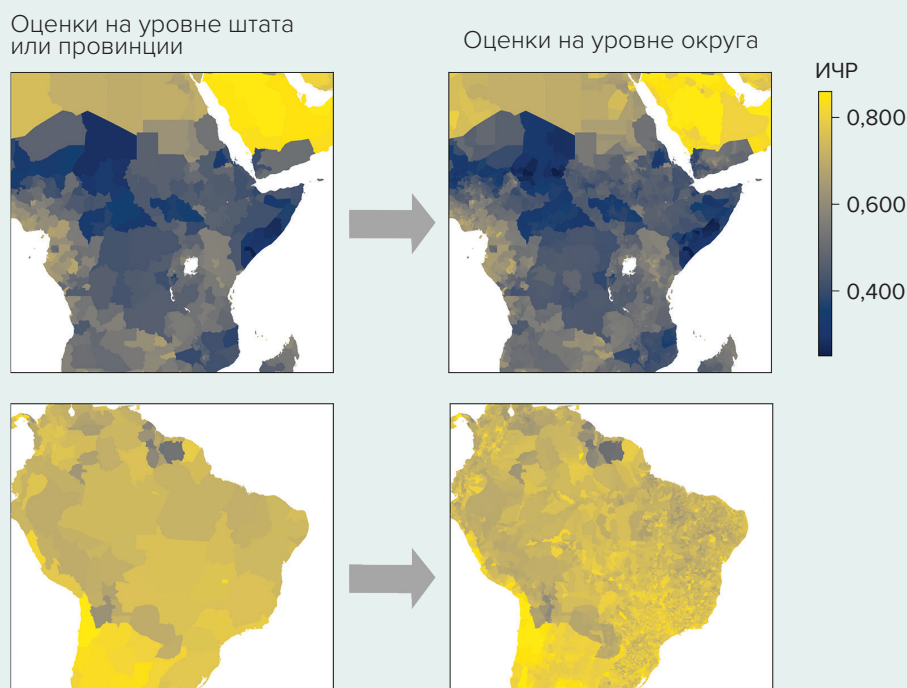 Оценки на уровне штата
или провинции
Оценки на уровне округа
ИЧР
0,800
0,600
0,400